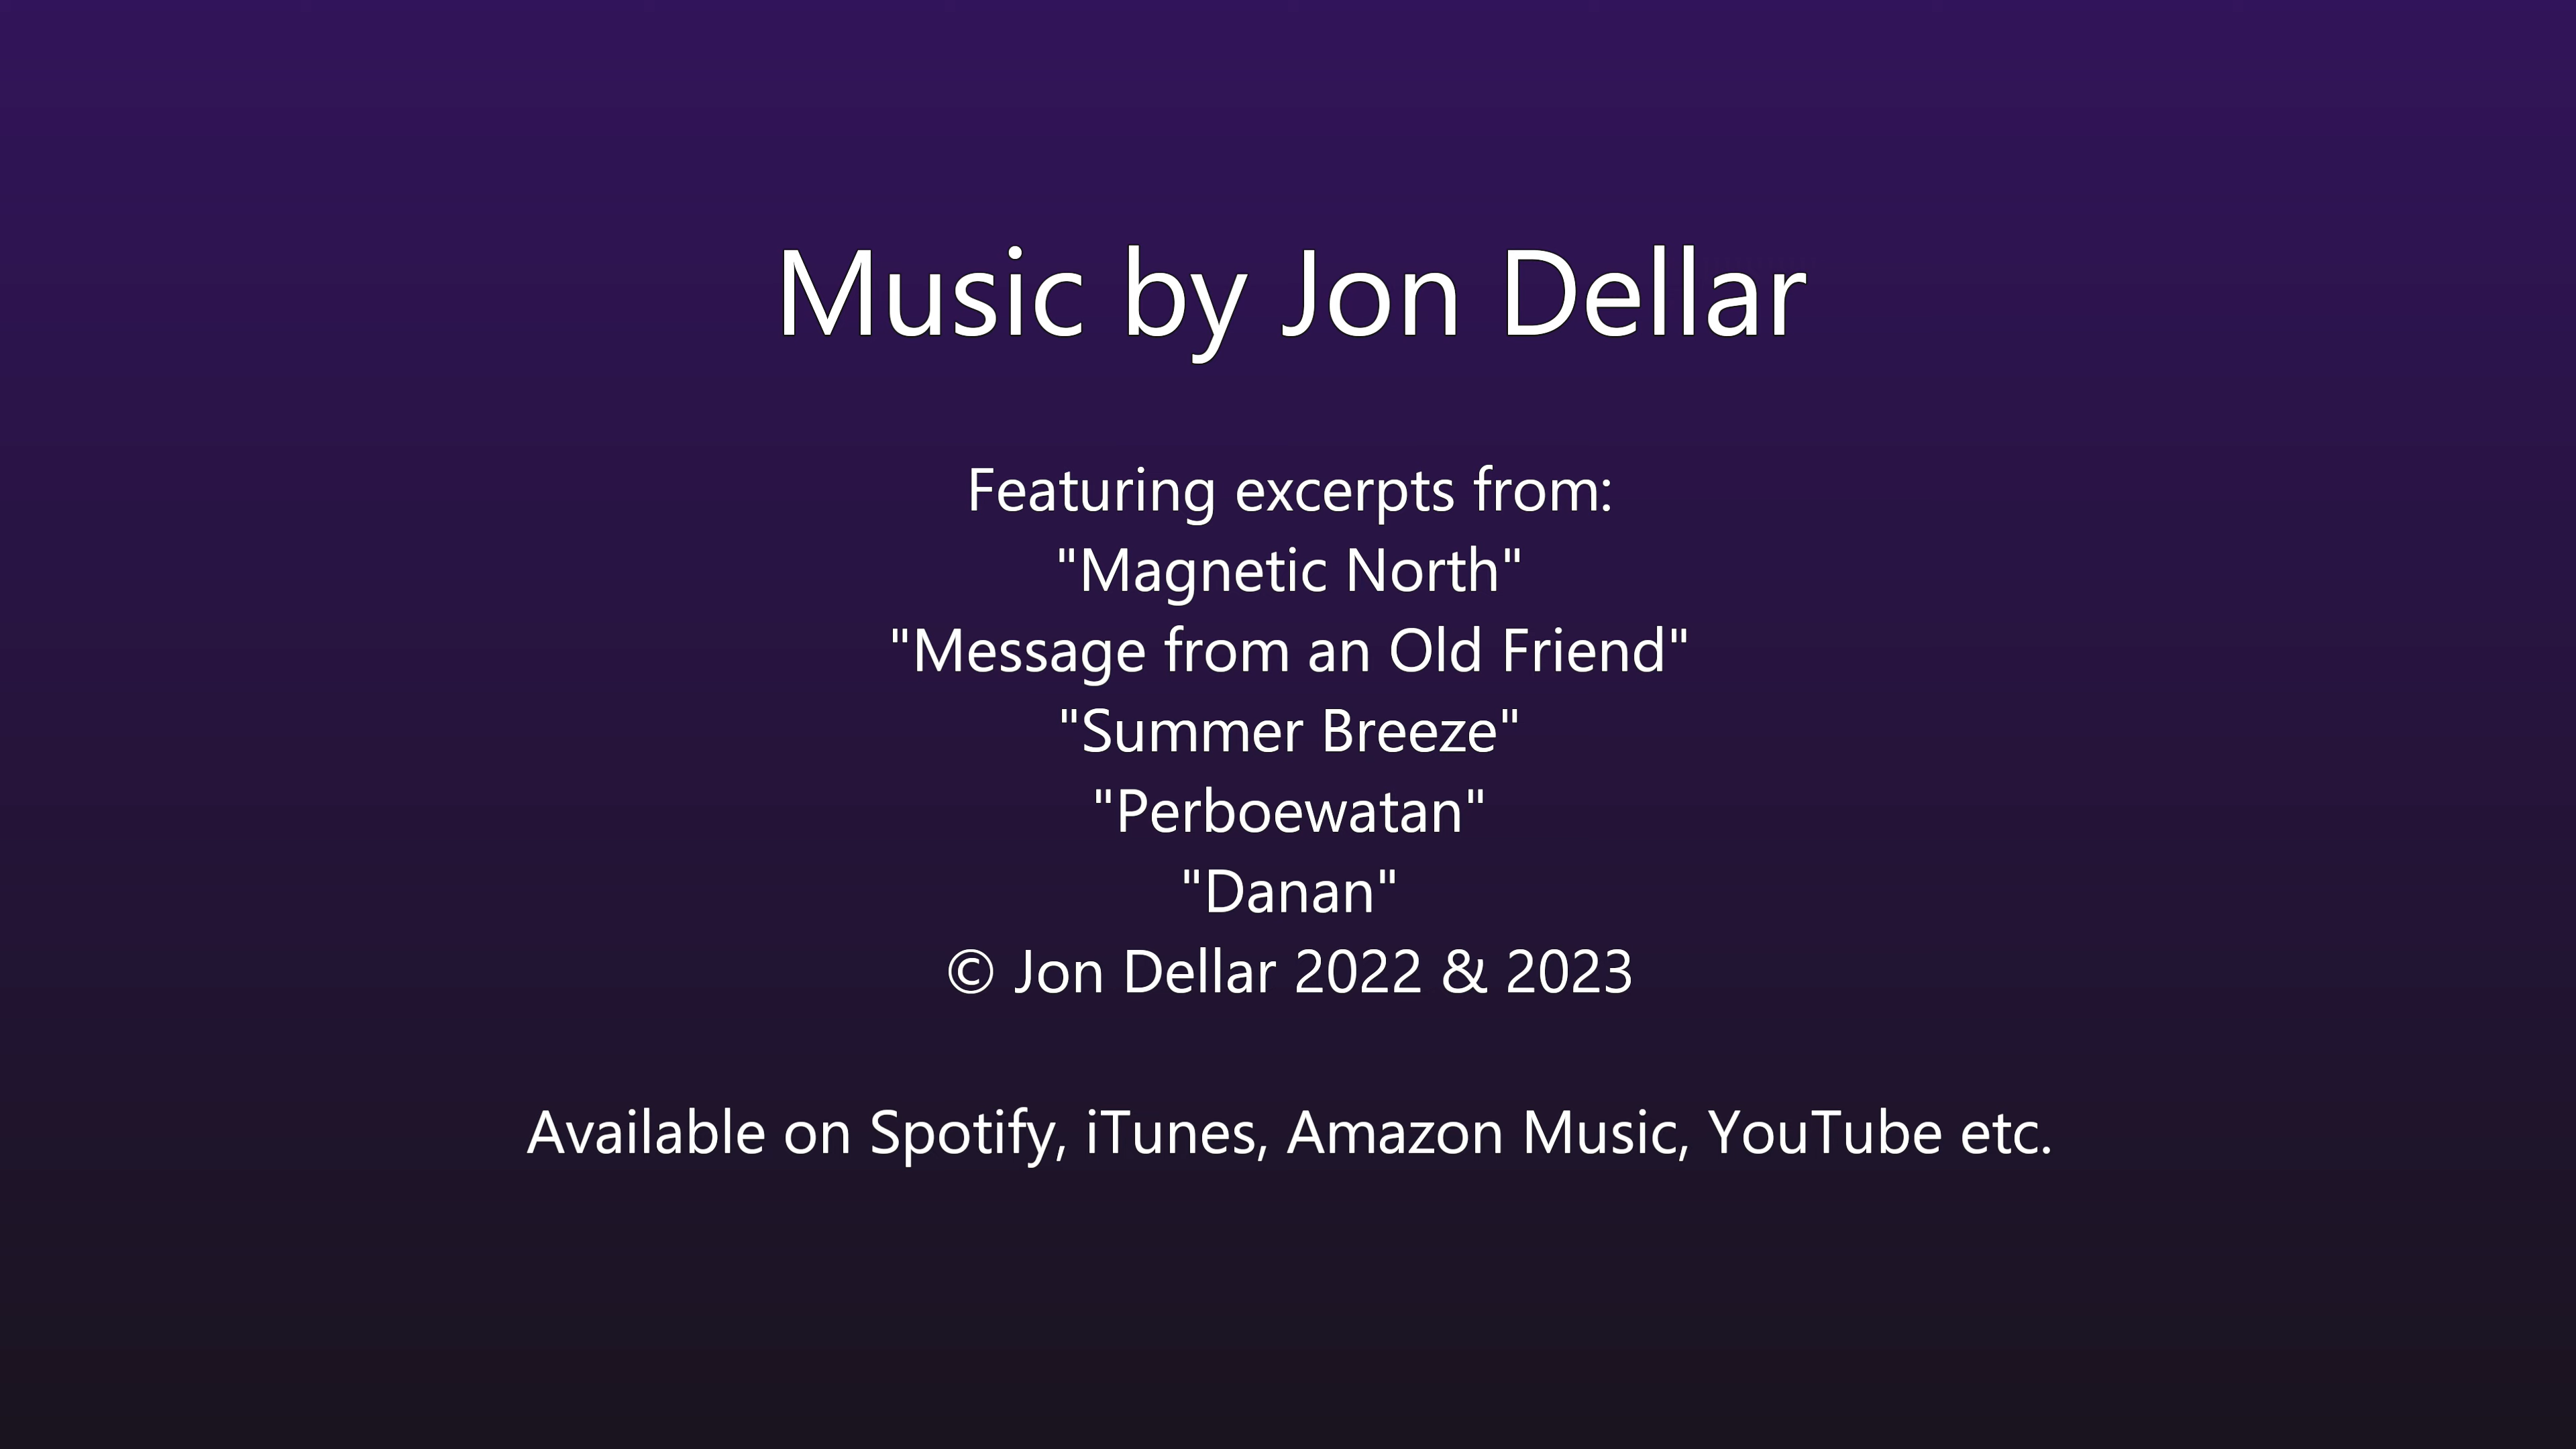 Music by Jon Dellar
Featuring excerpts from:
"Magnetic North"
"Message from an Old Friend"
"Summer Breeze"
"Perboewatan"
"Danan"
© Jon Dellar 2022 & 2023
Available on Spotify, iTunes, Amazon Music, YouTube etc.